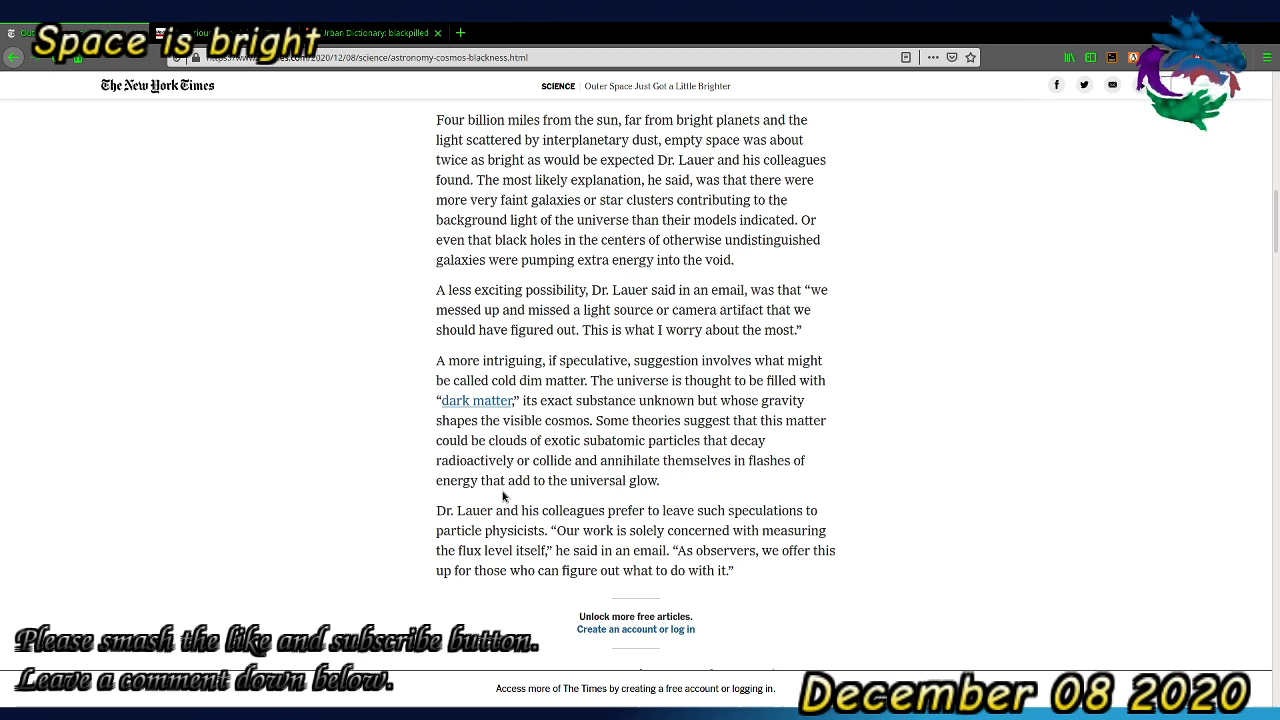 Space is bright
Urban Dictionary: blackpilled
.com/2020/12/08/science/astronomy-cosmos-blackness.html
The New York Times
SCIENCE | Outer Space Just Got a Little Brighter
Four billion miles from the sun, far from bright planets and the
light scattered by interplanetary dust, empty space was about
twice as bright as would be expected Dr. Lauer and his colleagues
found. The most likely explanation, he said, was that there were
more very faint galaxies or star clusters contributing to the
background light of the universe than their models indicated. Or
even that black holes in the centers of otherwise undistinguished
galaxies were pumping extra energy into the void.
A less exciting possibility, Dr. Lauer said in an email, was that “we
messed up and missed a light source or camera artifact that we
should have figured out. This is what I worry about the most.”
A more intriguing, if speculative, suggestion involves what might
be called cold dim matter. The universe is thought to be filled with
“dark matter,” its exact substance unknown but whose gravity
shapes the visible cosmos. Some theories suggest that this matter
could be clouds of exotic subatomic particles that decay
radioactively or collide and annihilate themselves in flashes of
energy that add to the universal glow.
Dr. Lauer and his colleagues prefer to leave such speculations to
particle physicists. “Our work is solely concerned with measuring
the flux level itself,” he said in an email. “As observers, we offer this
up for those who can figure out what to do with it.”
Unlock more free articles.
Create an account or log in
Please smash the like and subscribe button.
Leave a comment down below.
Access more of The Times by creating a free account or logging in.
December 08 2020